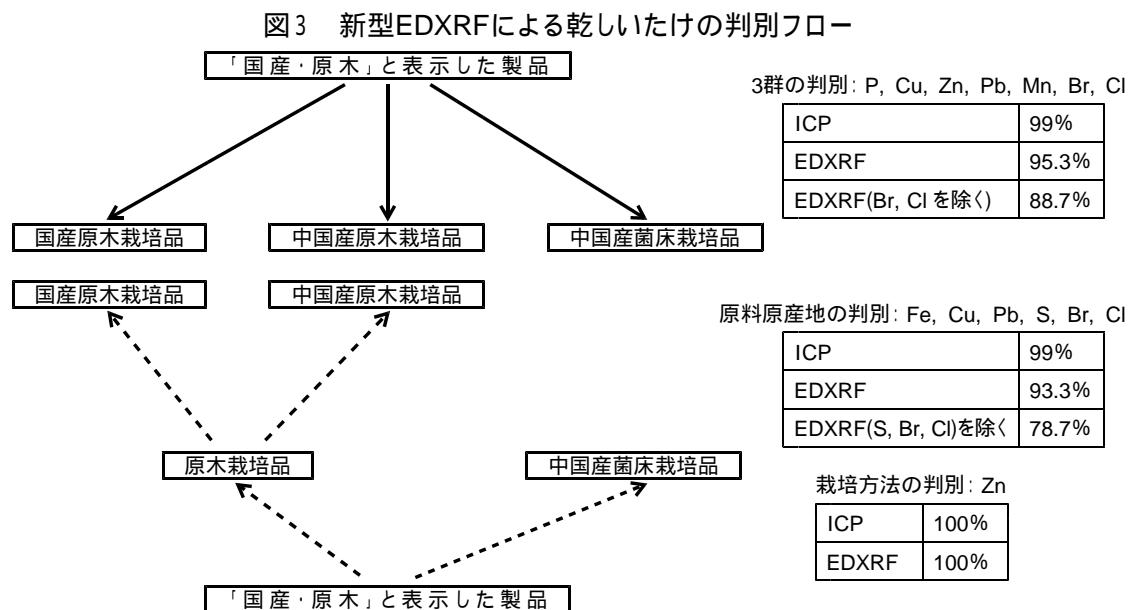 図3 新型EDXRFによる乾しいたけの判別フロー
「国産・原木」と表示した製品
3群の判別: P, Cu, Zn, Pb, Mn, Br, Cl
ICP 99%
EDXRF 95.3%
EDXRF(Br, Cl を除く) 88.7%
国産原木栽培品 中国産原木栽培品 中国産菌床栽培品
国産原木栽培品 中国産原木栽培品
原料原産地の判別: Fe, Cu, Pb, S, Br, Cl
ICP 99%
EDXRF 93.3%
EDXRF(S, Br, Cl)を除く 78.7%
原木栽培品 中国産菌床栽培品
栽培方法の判別: Zn
ICP 100%
EDXRF 100%
「国産・原木」と表示した製品